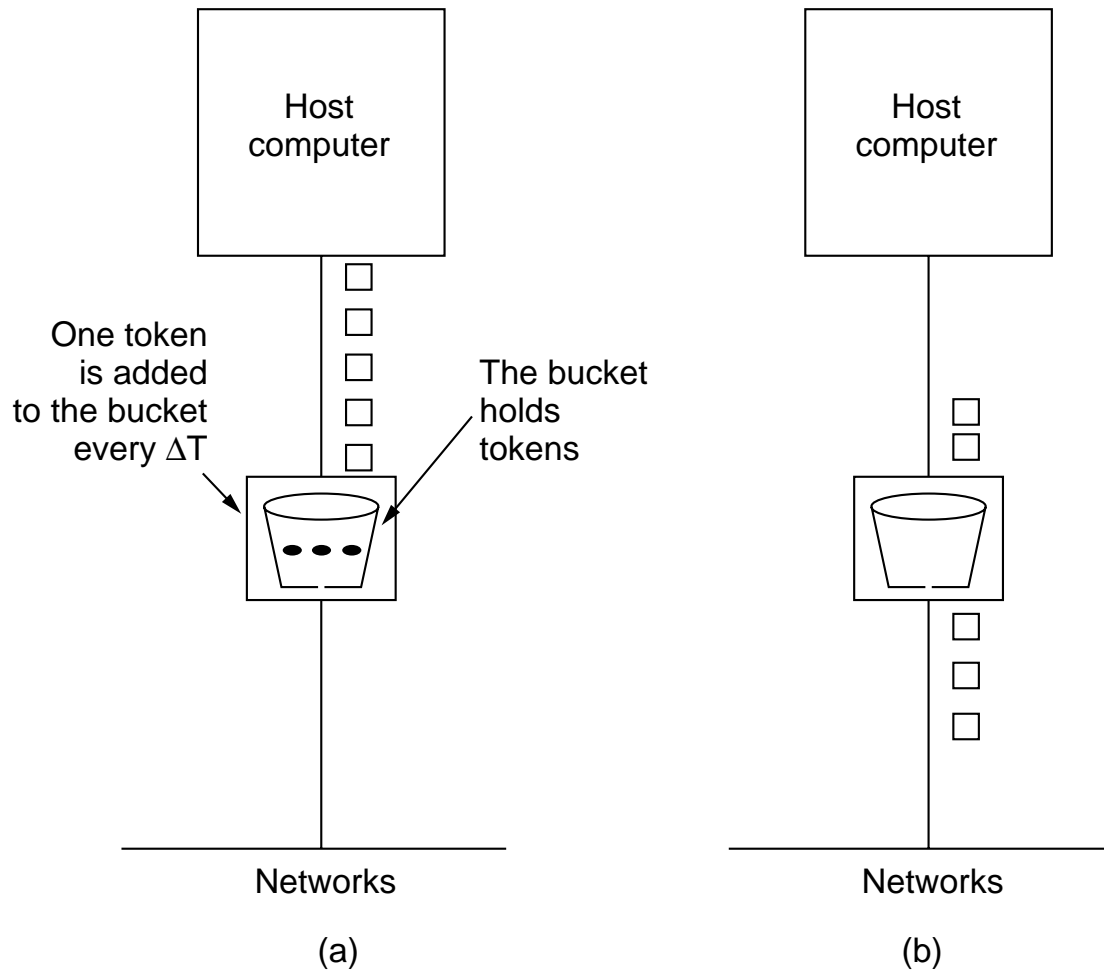 Host
computer
One token
is added
to the bucket
every ΔT
The bucket
holds
tokens
Networks
(a)
Host
computer
Networks
(b)